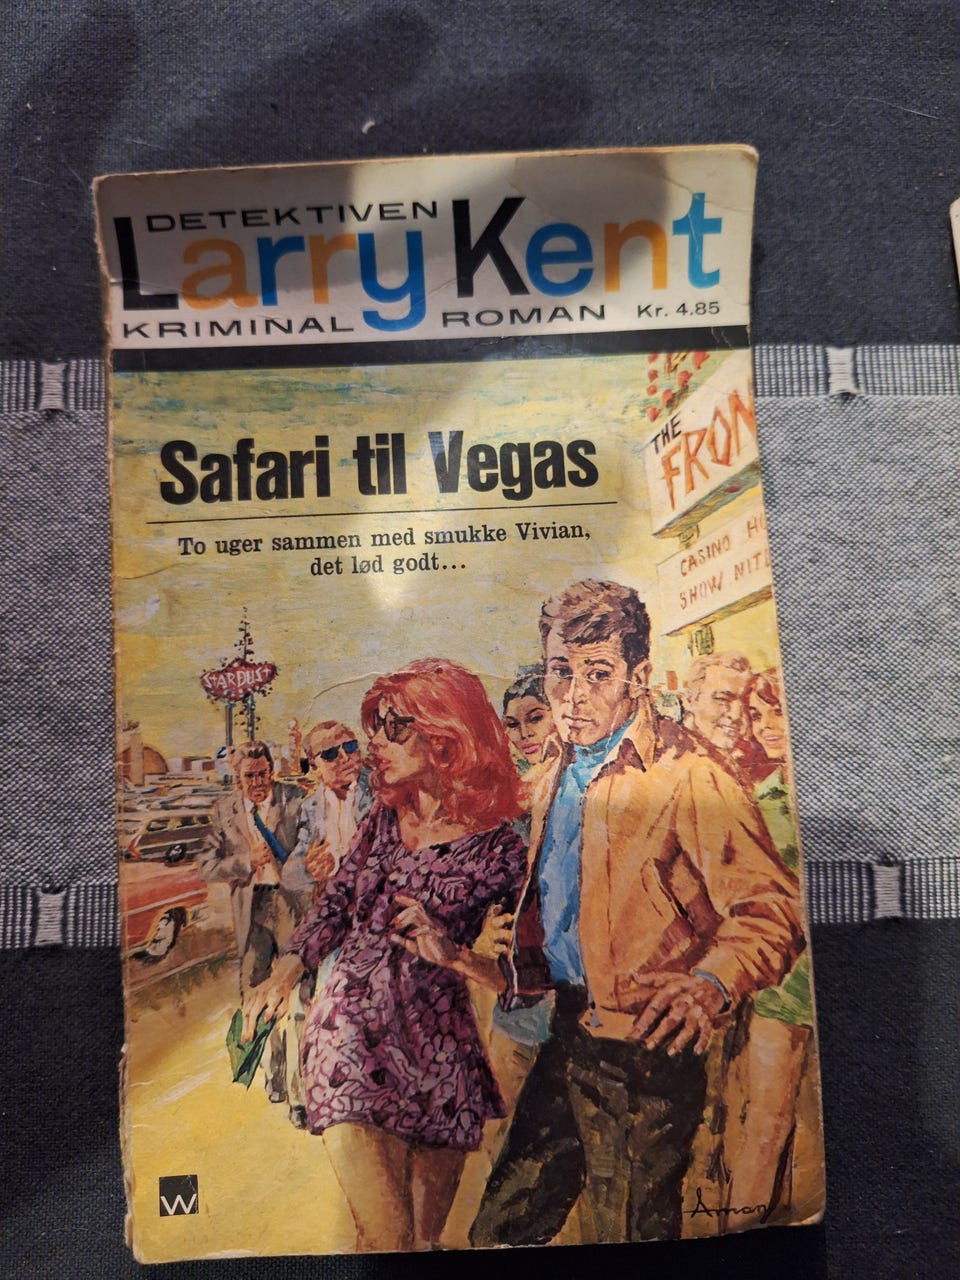 DETEKTIVEN
Larry Kent
KRIMINAL ROMAN Kr. 4.85
THE
FRON
Safari til Vegas
To uger sammen med smukke Vivian,
det lød godt...
CASINO
SHOW NITE
STARDUST
W
Åman